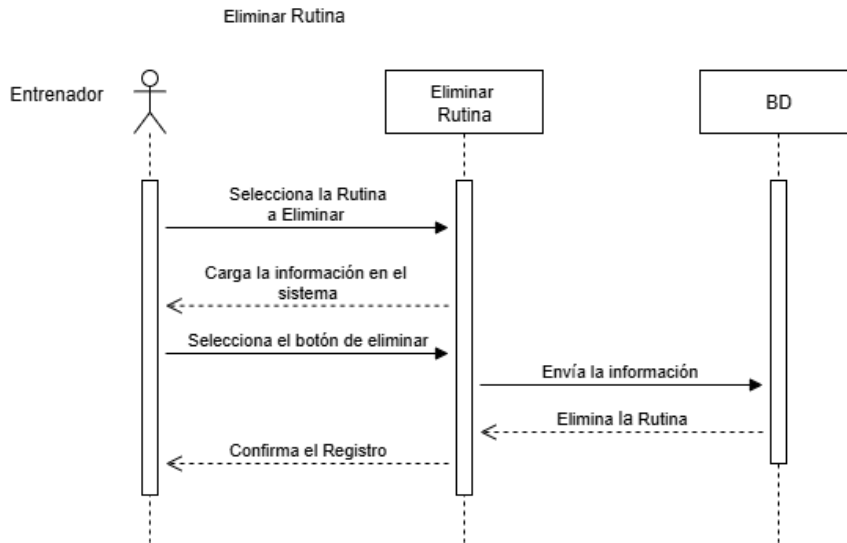 Eliminar Rutina
Entrenador
Eliminar
Rutina
BD
Selecciona la Rutina
a Eliminar
Carga la información en el
sistema
Selecciona el botón de eliminar
Envía la información
Elimina la Rutina
Confirma el Registro